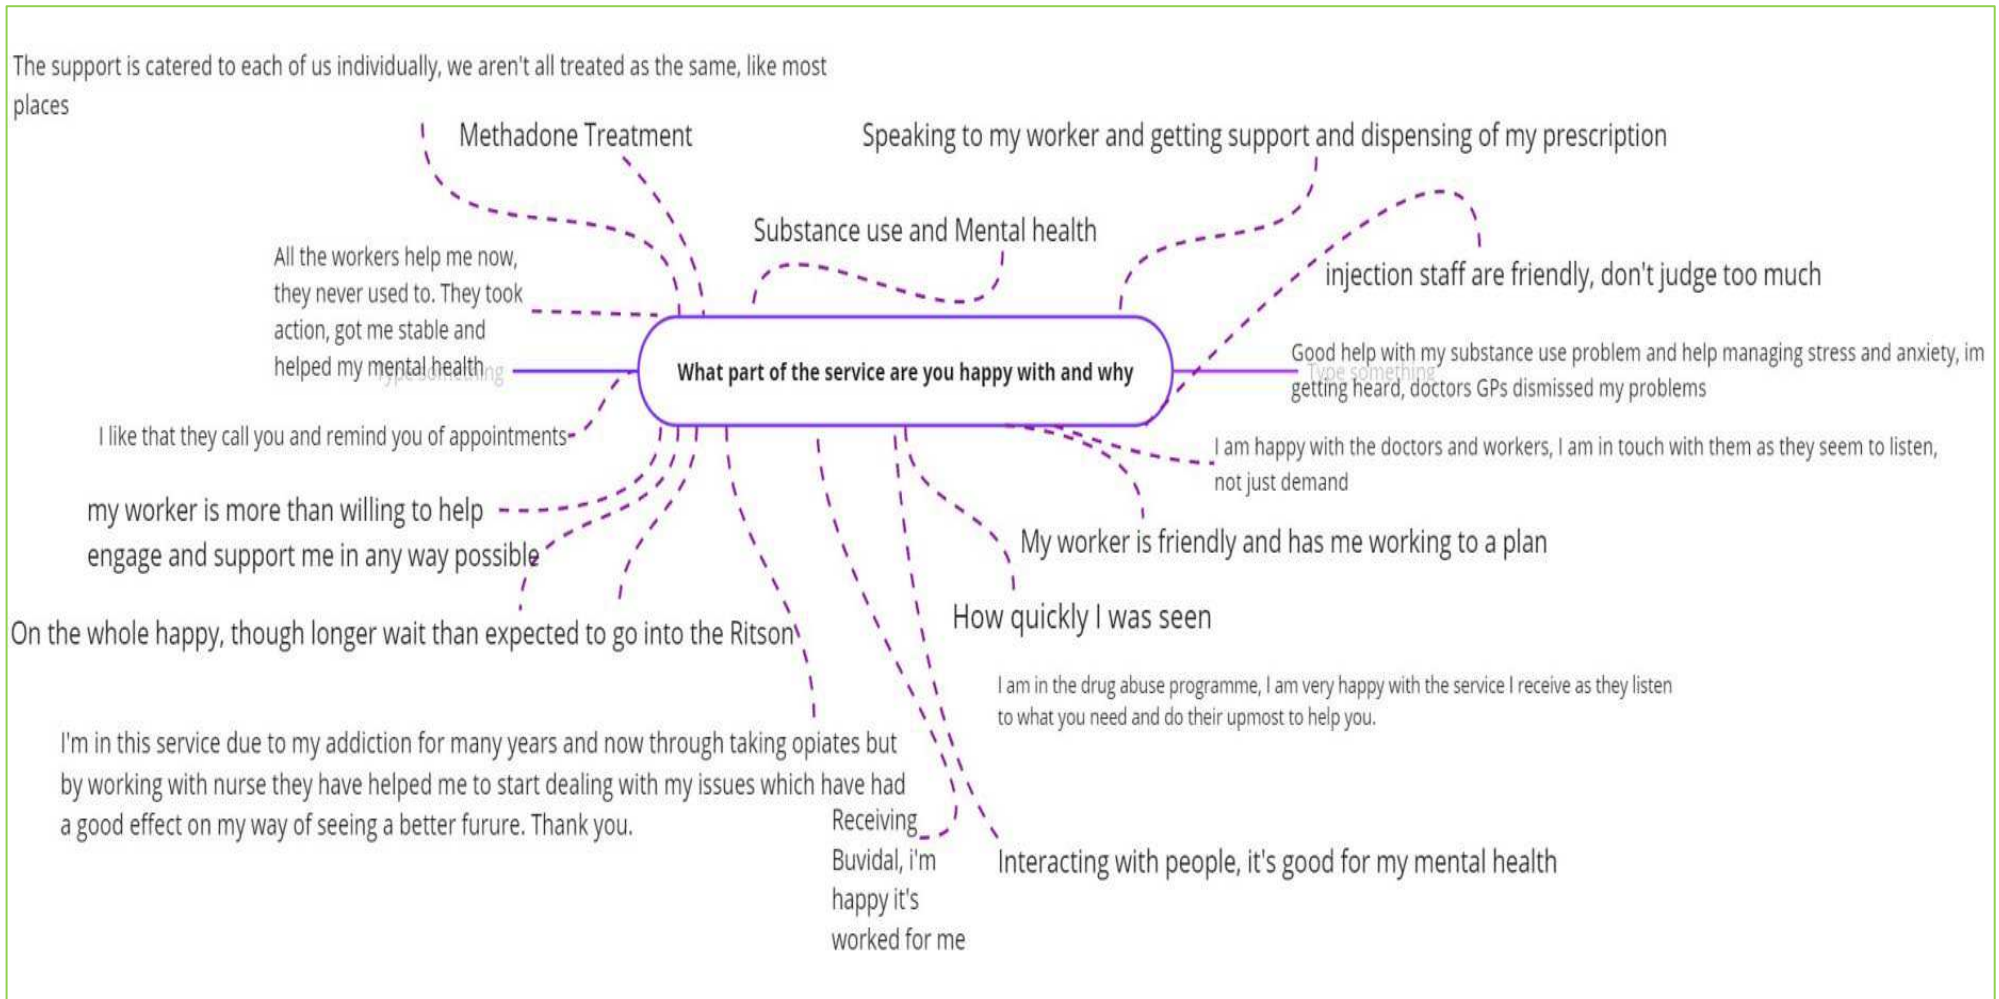 The support is catered to each of us individually, we aren't all treated as the same, like most
places
Methadone Treatment
Speaking to my worker and getting support and dispensing of my prescription
Substance use and Mental health
injection staff are friendly, don't judge too much
All the workers help me now,
they never used to. They took
action, got me stable and
helped my mental health
Type something
What part of the service are you happy with and why
Good help with my substance use problem and help managing stress and anxiety, im
getting heard, doctors GPs dismissed my problems
Type something
I like that they call you and remind you of appointments
I am happy with the doctors and workers, I am in touch with them as they seem to listen,
not just demand
my worker is more than willing to help
engage and support me in any way possible
My worker is friendly and has me working to a plan
On the whole happy, though longer wait than expected to go into the Ritson
How quickly I was seen
I am in the drug abuse programme, I am very happy with the service I receive as they listen
to what you need and do their upmost to help you.
I'm in this service due to my addiction for many years and now through taking opiates but
by working with nurse they have helped me to start dealing with my issues which have had
a good effect on my way of seeing a better furure. Thank you.
Receiving
Buvidal, i'm
happy it's
worked for me
Interacting with people, it's good for my mental health